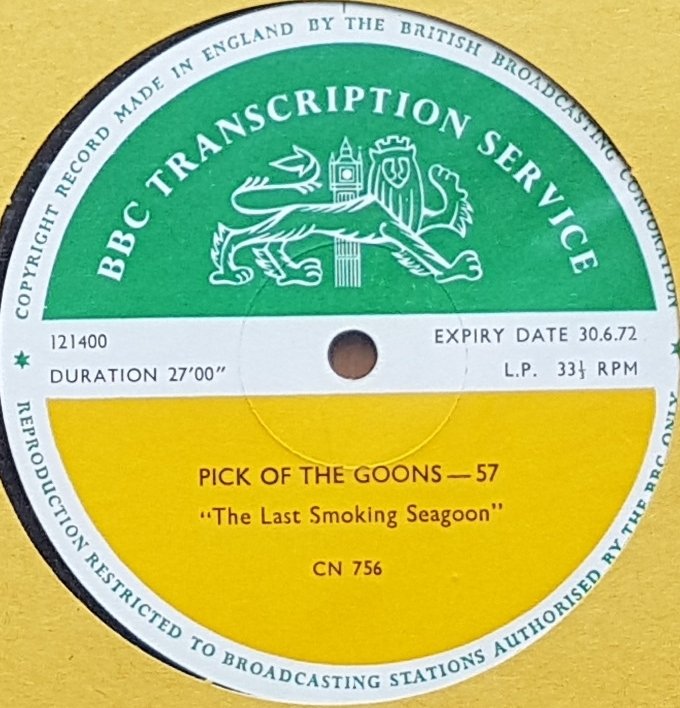 COPYRIGHT RECORD MADE IN ENGLAND BY THE BRITISH BROADCASTING CORPORATION
BBC TRANSCRIPTION SERVICE
121400
EXPIRY DATE 30.6.72
DURATION 27'00"
L.P. 33⅓ RPM
PICK OF THE GOONS — 57
"The Last Smoking Seagoon"
CN 756
REPRODUCTION RESTRICTED TO BROADCASTING STATIONS AUTHORISED BY THE BBC ONLY